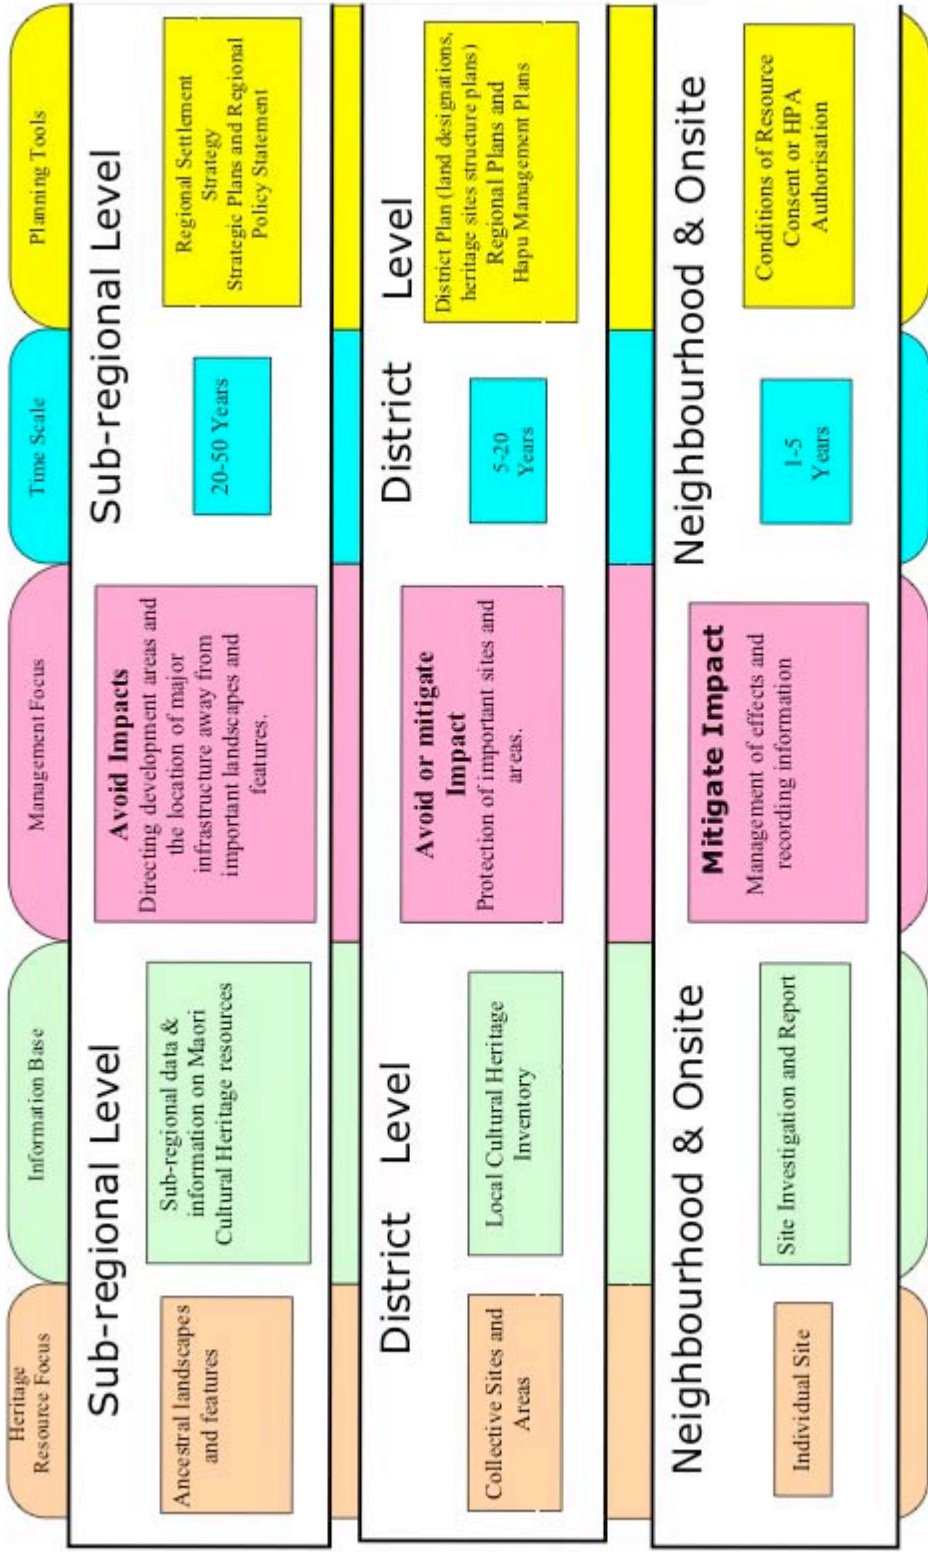 Heritage
Resource Focus
Information Base
Management Focus
Time Scale
Planning Tools
Sub-regional Level
Sub-regional Level
Ancestral landscapes
and features
Sub-regional data &
information on Maori
Cultural Heritage resources
Avoid Impacts
Directing development areas and
the location of major
infrastructure away from
important landscapes and
features.
20-50 Years
Regional Settlement
Strategy
Strategic Plans and Regional
Policy Statement
District Level
District Level
Collective Sites and
Areas
Local Cultural Heritage
Inventory
Avoid or mitigate
Impact
Protection of important sites and
areas.
5-20
Years
District Plan (land designations,
heritage sites structure plans)
Regional Plans and
Hapu Management Plans
Neighbourhood & Onsite
Neighbourhood & Onsite
Individual Site
Site Investigation and Report
Mitigate Impact
Management of effects and
recording information
1-5
Years
Conditions of Resource
Consent or HPA
Authorisation